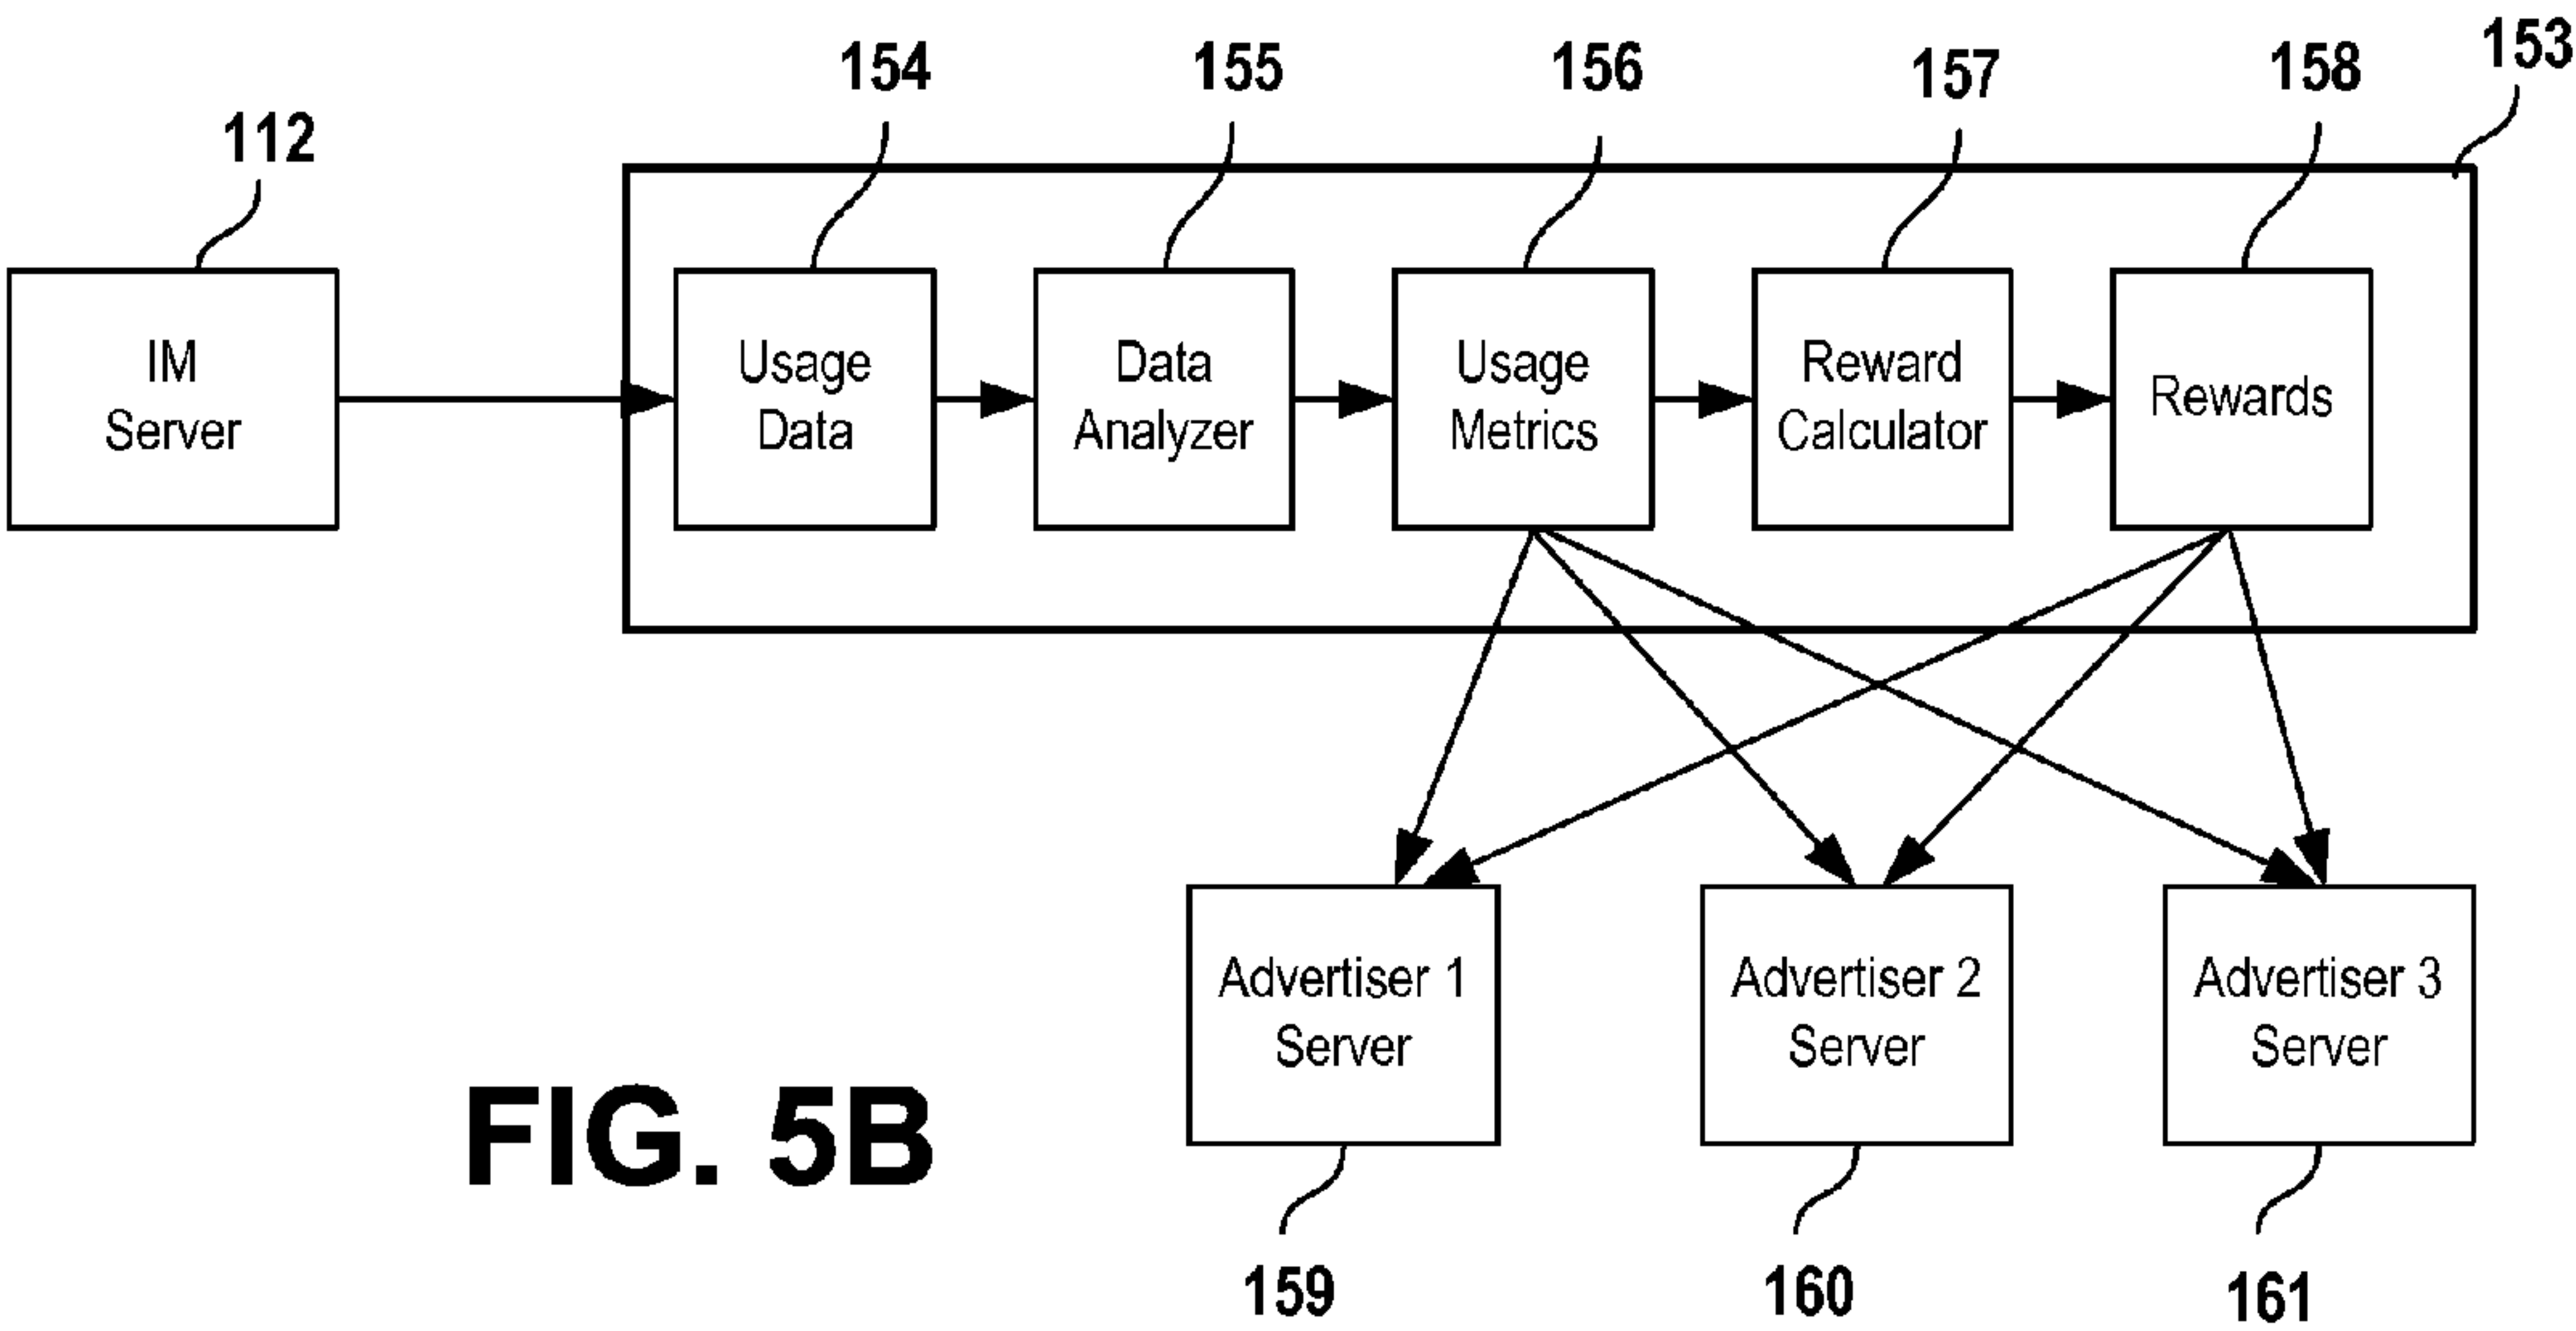 153
154
155
156
157
158
112
IM
Server
Usage
Data
Data
Analyzer
Usage
Metrics
Reward
Calculator
Rewards
Advertiser 1
Server
Advertiser 2
Server
Advertiser 3
Server
FIG. 5B
159
160
161